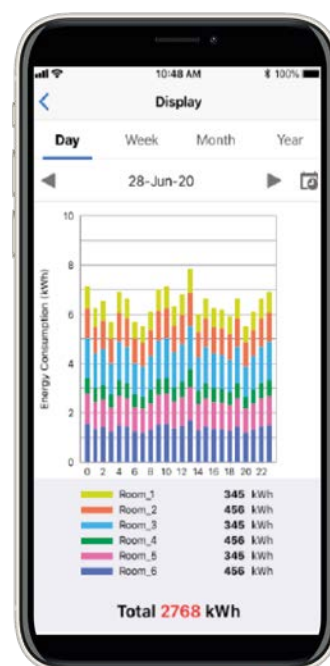 10:48 AM 100%
Display
Day Week Month Year
28-Jun-20
Energy Consumption (kWh)
10
8
6
4
2
0
0 2 4 6 8 10 12 14 16 18 20 22
Room_1 345 kWh
Room_2 456 kWh
Room_3 345 kWh
Room_4 456 kWh
Room_5 345 kWh
Room_6 456 kWh
Total 2768 kWh